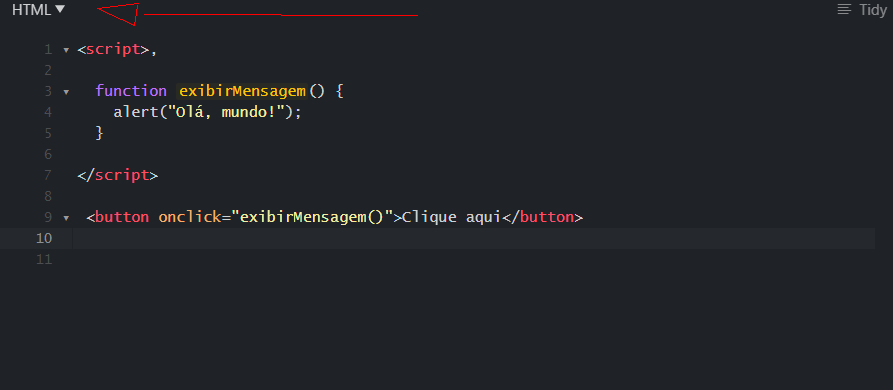 HTML Tidy
1 <script>,
2
3 function exibirMensagem() {
4 alert("Olá, mundo!");
5 }
6
7 </script>
8
9 <button onclick="exibirMensagem()">Clique aqui</button>
10
11